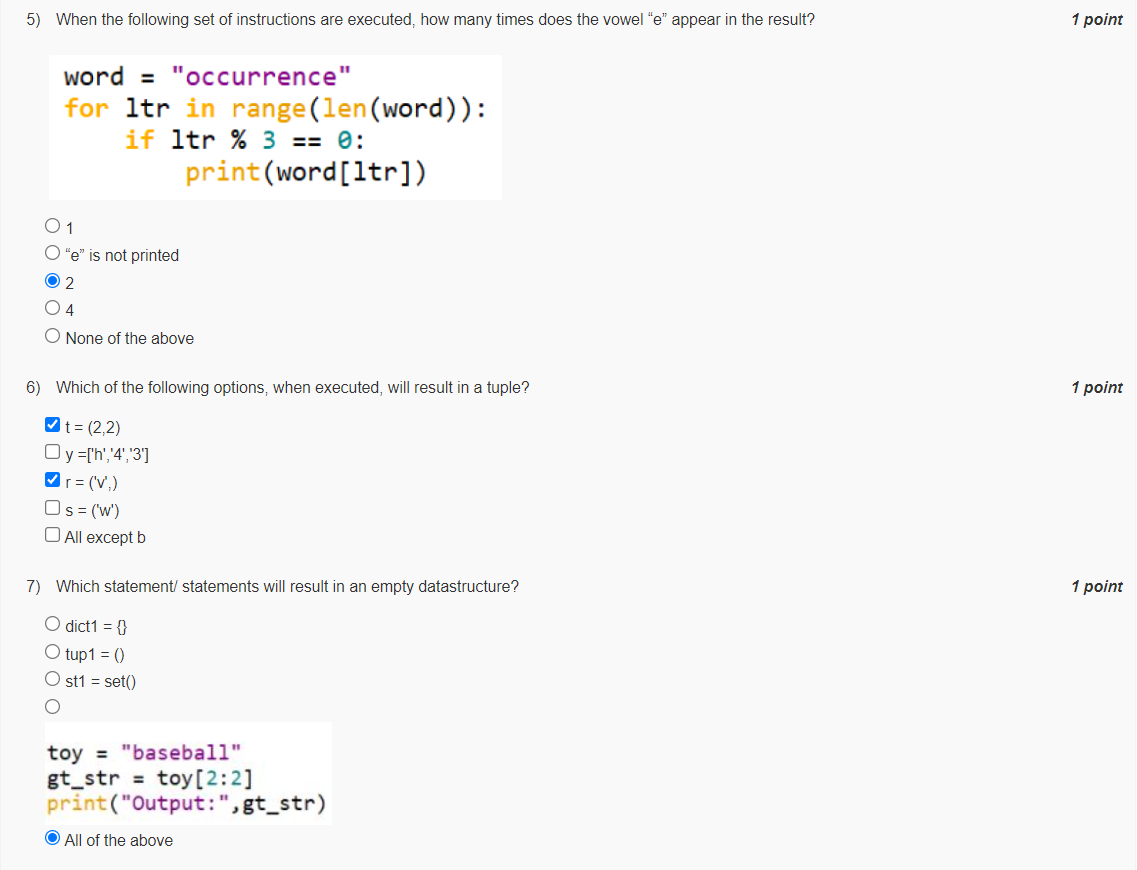 5) When the following set of instructions are executed, how many times does the vowel “e” appear in the result? 1 point
word = "occurrence"
for ltr in range(len(word)):
    if ltr % 3 == 0:
        print(word[ltr])
1
“e” is not printed
2
4
None of the above
6) Which of the following options, when executed, will result in a tuple? 1 point
t = (2,2)
y =['h','4','3']
r = ('v',)
s = ('w')
All except b
7) Which statement/ statements will result in an empty datastructure? 1 point
dict1 = {}
tup1 = ()
st1 = set()
toy = "baseball"
gt_str = toy[2:2]
print("Output:",gt_str)
All of the above